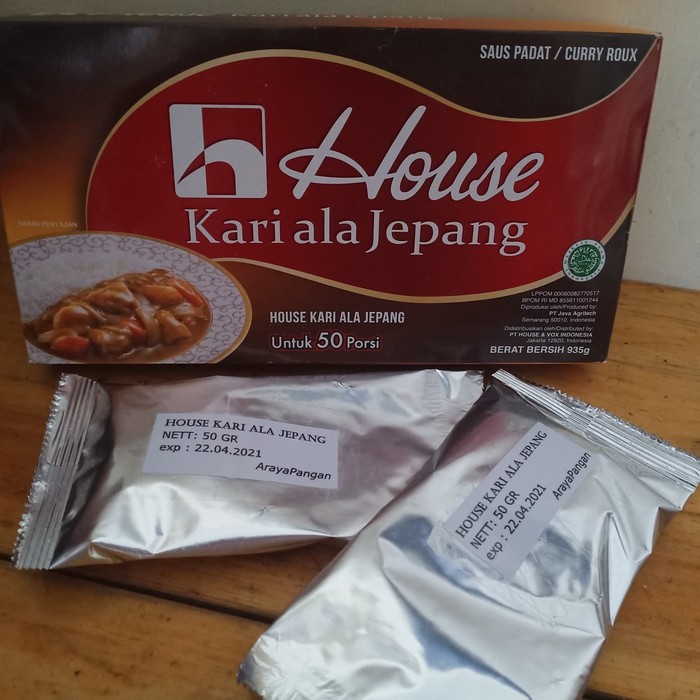 SAUS PADAT / CURRY ROUX
House
Kari ala Jepang
SARAN PENYAJIAN
HOUSE KARI ALA JEPANG
Untuk 50 Porsi
LPPOM 00060082770517
BPOM RI MD 855611001244
Diproduksi oleh/Produced by:
PT Java Agritech
Semarang 50010, Indonesia
Didistribusikan oleh/Distributed by:
PT HOUSE & VOX INDONESIA
Jakarta 12920, Indonesia
BERAT BERSIH 935g
HOUSE KARI ALA JEPANG
NETT: 50 GR
exp : 22.04.2021
ArayaPangan
HOUSE KARI ALA JEPANG
NETT: 50 GR
exp : 22.04.2021
ArayaPangan